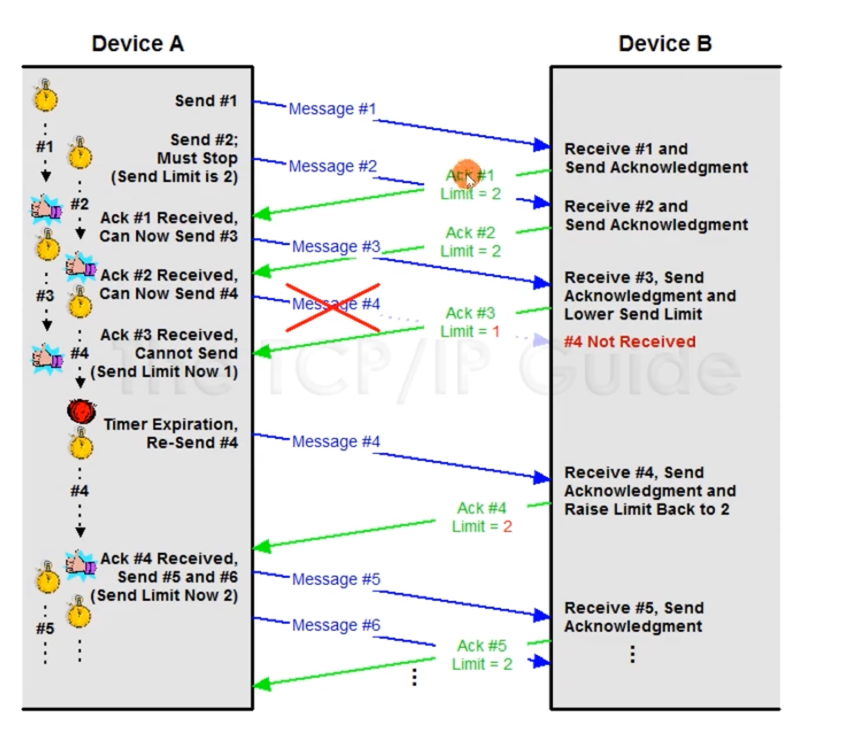 Device A
Device B
Send #1
Message #1
#1
Send #2;
Must Stop
(Send Limit is 2)
Message #2
Receive #1 and
Send Acknowledgment
Ack #1
Limit = 2
#2
Ack #1 Received,
Can Now Send #3
Message #3
Receive #2 and
Send Acknowledgment
Ack #2
Limit = 2
#3
Ack #2 Received,
Can Now Send #4
Message #4
Receive #3, Send
Acknowledgment and
Lower Send Limit
Ack #3
Limit = 1
#4 Not Received
#4
Ack #3 Received,
Cannot Send
(Send Limit Now 1)
The TCP/IP Guide
Timer Expiration,
Re-Send #4
Message #4
#4
Receive #4, Send
Acknowledgment and
Raise Limit Back to 2
Ack #4
Limit = 2
Ack #4 Received,
Send #5 and #6
(Send Limit Now 2)
Message #5
#5
Message #6
Receive #5, Send
Acknowledgment
Ack #5
Limit = 2